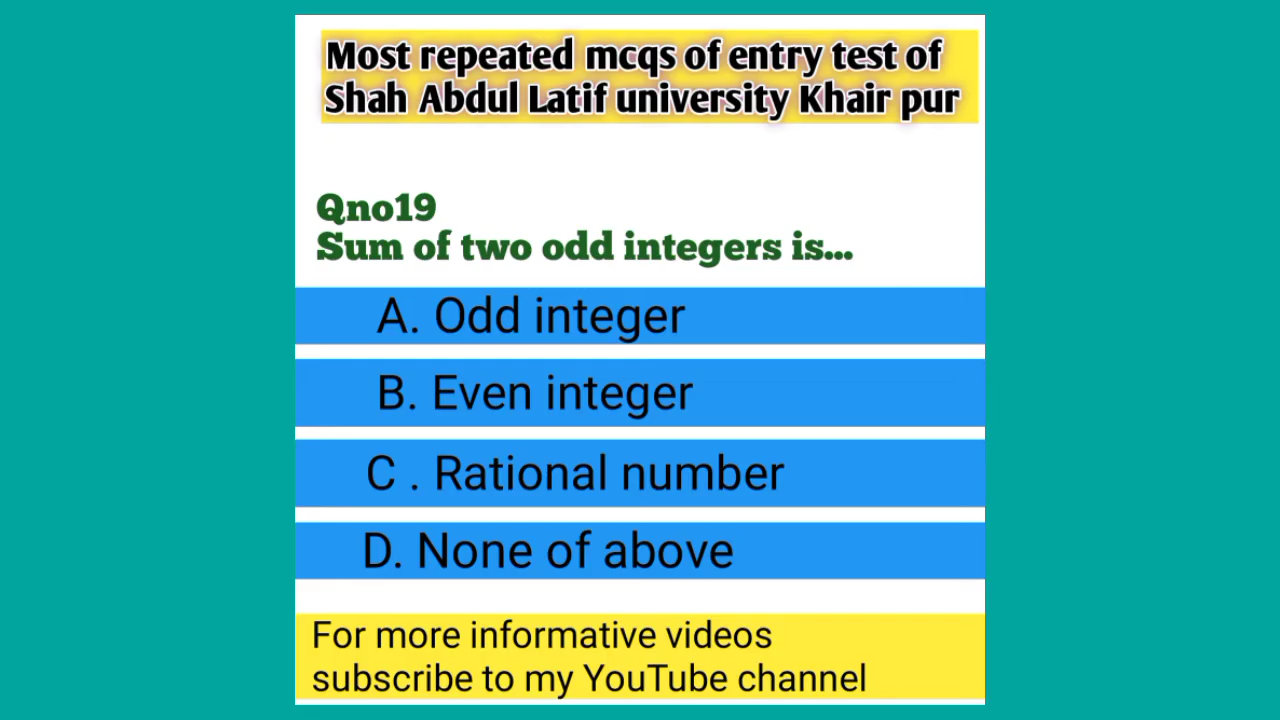 Most repeated mcqs of entry test of
Shah Abdul Latif university Khair pur
Qno19
Sum of two odd integers is...
A. Odd integer
B. Even integer
C . Rational number
D. None of above
For more informative videos
subscribe to my YouTube channel